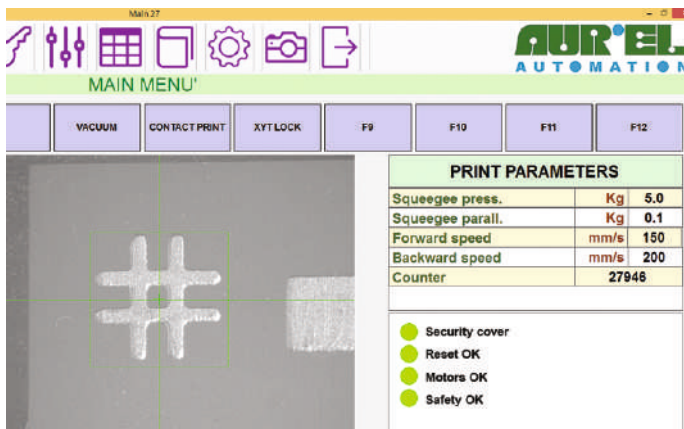 Main 27
AUR°EL
AUTOMATION
MAIN MENU'
VACUUM CONTACT PRINT XYT LOCK F9 F10 F11 F12
PRINT PARAMETERS
Squeegee press. Kg 5.0
Squeegee parall. Kg 0.1
Forward speed mm/s 150
Backward speed mm/s 200
Counter 27946
Security cover
Reset OK
Motors OK
Safety OK